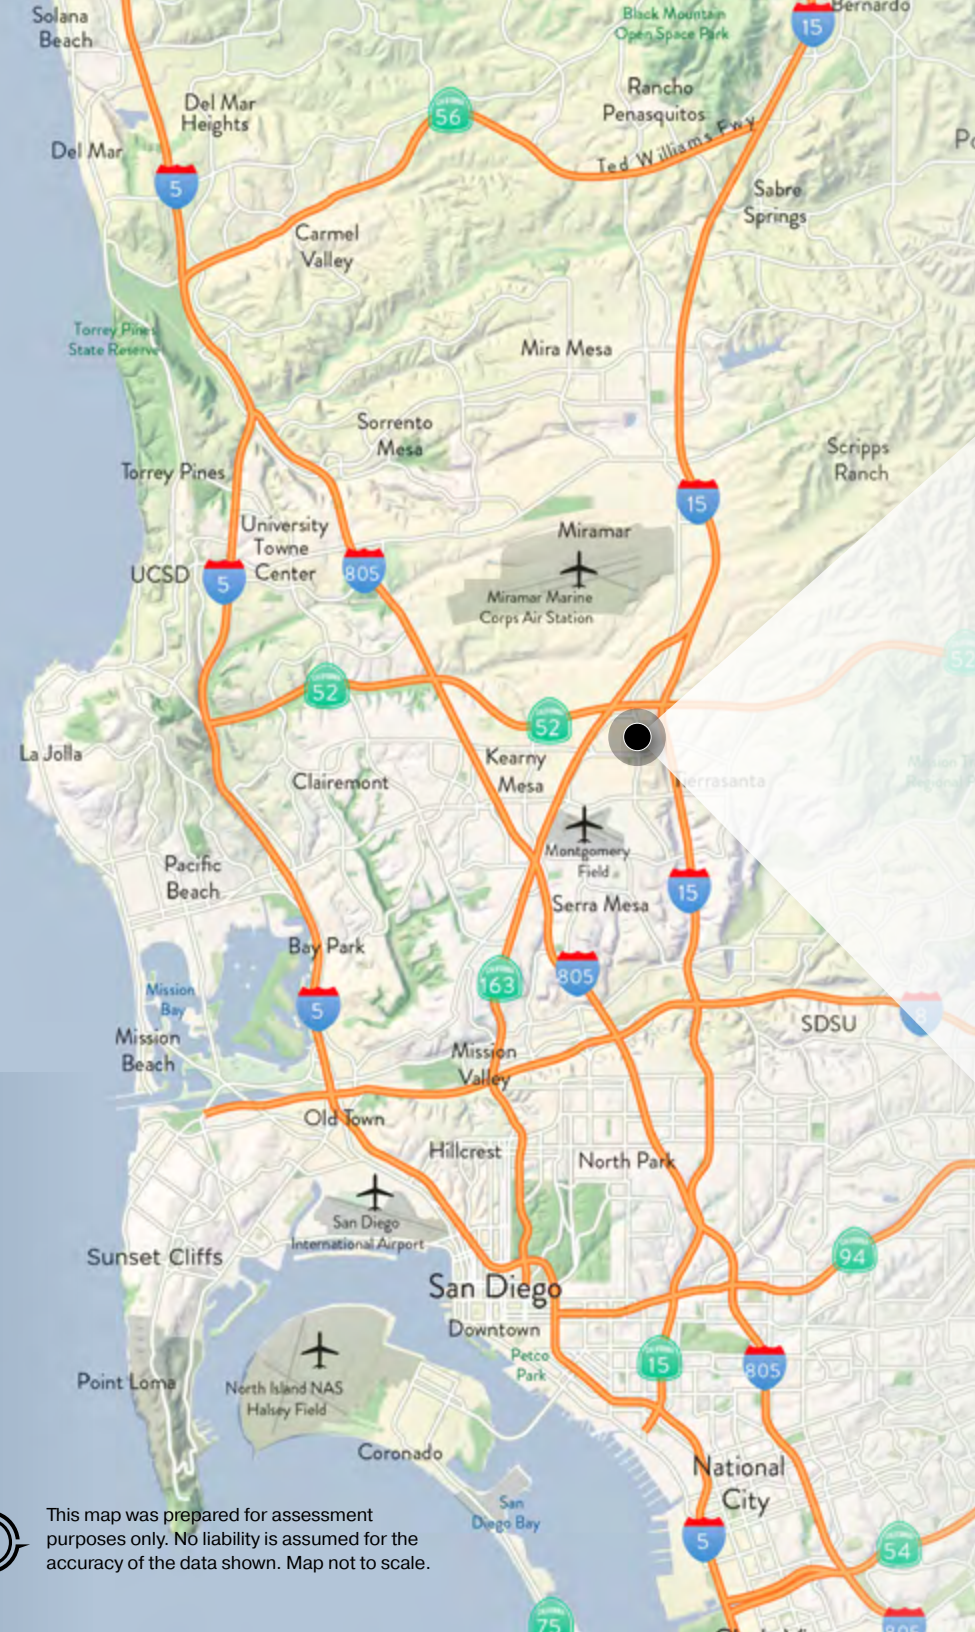 Solana
Beach
Black Mountain
Open Space Park
15
Bernardo
Rancho
Penasquitos
Del Mar
Heights
CALIFORNIA
56
Del Mar
Ted Williams Fwy
5
Sabre
Springs
Carmel
Valley
Torrey Pines
State Reserve
Mira Mesa
Sorrento
Mesa
Scripps
Ranch
Torrey Pines
15
University
Towne
Center
Miramar
UCSD
5
805
Miramar Marine
Corps Air Station
52
52
52
La Jolla
Kearny
Mesa
Clairemont
Montgomery
Field
Pacific
Beach
15
Serra Mesa
Bay Park
163
805
Mission
Bay
5
8
SDSU
Mission
Beach
Mission
Valley
Old Town
Hillcrest
North Park
San Diego
International Airport
Sunset Cliffs
94
San Diego
Downtown
Petco
Park
15
805
Point Loma
North Island NAS
Halsey Field
Coronado
National
City
San
Diego Bay
This map was prepared for assessment
purposes only. No liability is assumed for the
accuracy of the data shown. Map not to scale.
5
54
75
805